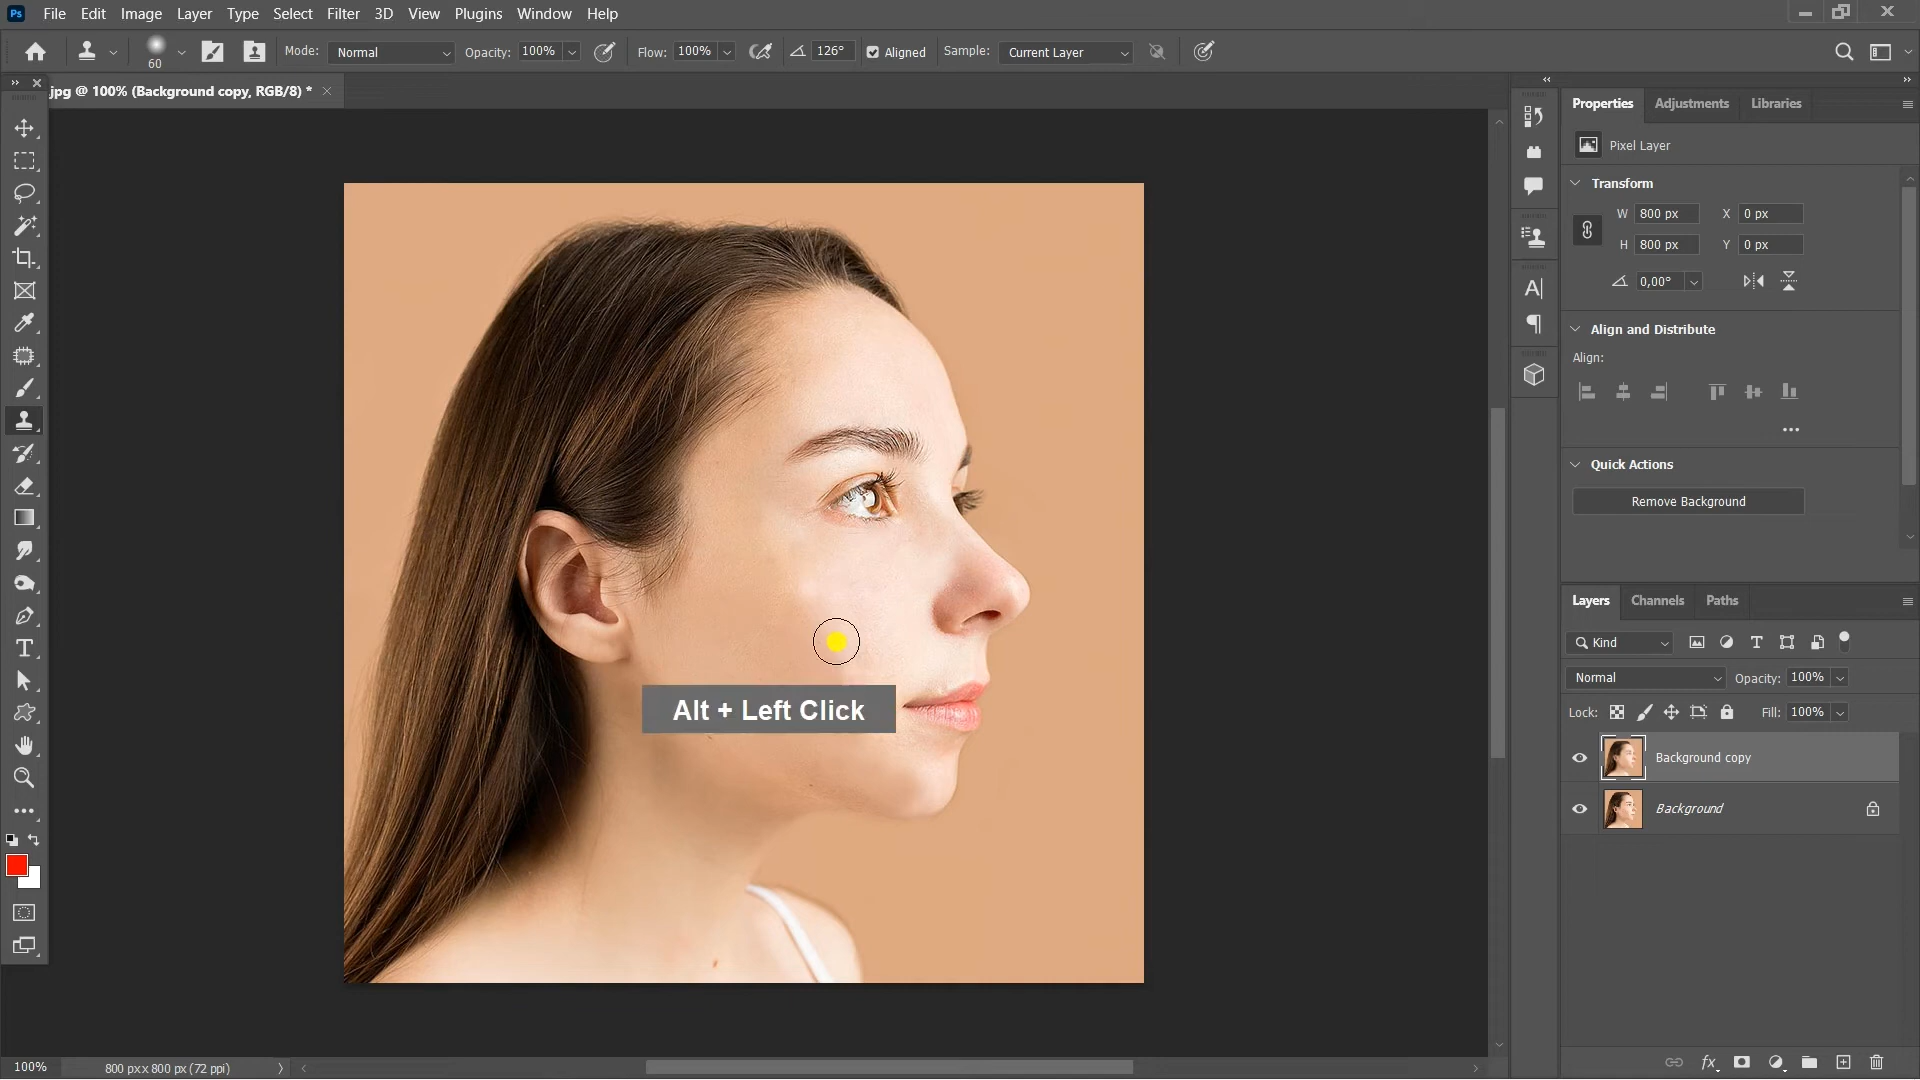 Ps File Edit Image Layer Type Select Filter 3D View Plugins Window Help
60 Mode: Normal Opacity: 100% Flow: 100% 126° Aligned Sample: Current Layer
jpg @ 100% (Background copy, RGB/8) *
Properties Adjustments Libraries
Pixel Layer
Transform
W 800 px X 0 px
H 800 px Y 0 px
0,00°
Align and Distribute
Align:
Quick Actions
Remove Background
Layers Channels Paths
Kind
Normal Opacity: 100%
Lock: Fill: 100%
Background copy
Background
Alt + Left Click
100% 800 px x 800 px (72 ppi)